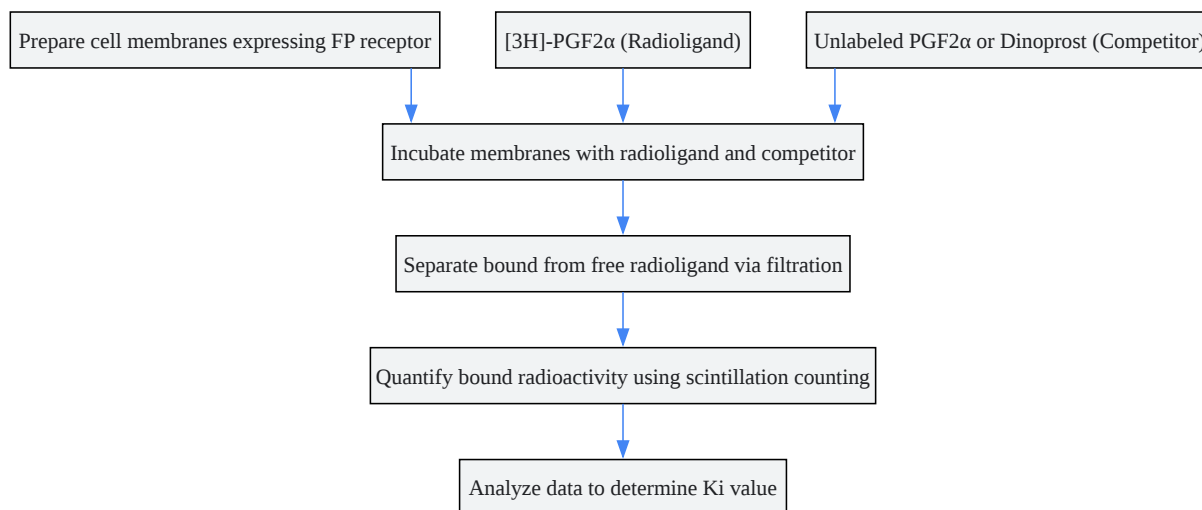 Prepare cell membranes expressing FP receptor
[3H]-PGF2α (Radioligand)
Unlabeled PGF2α or Dinoprost (Competitor)
Incubate membranes with radioligand and competitor
Separate bound from free radioligand via filtration
Quantify bound radioactivity using scintillation counting
Analyze data to determine Ki value